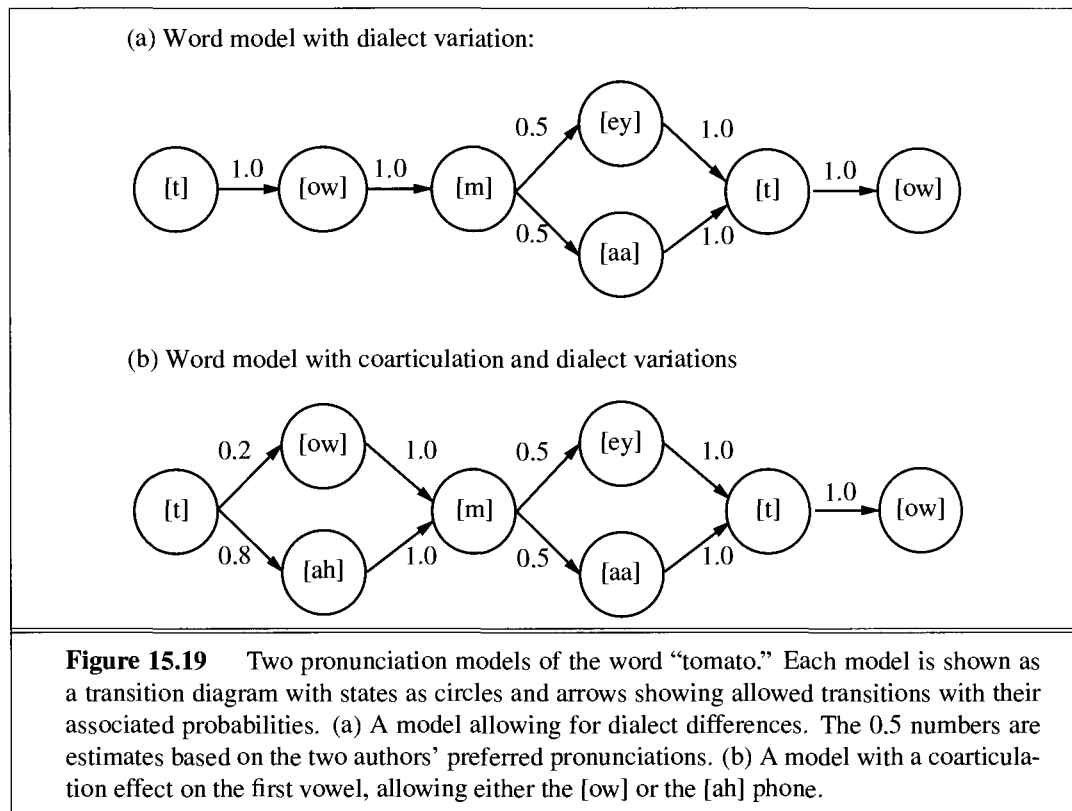 (a) Word model with dialect variation:
[ey]
0.5
1.0
1.0
1.0
1.0
[t]
[ow]
[m]
[t]
[ow]
0.5
1.0
[aa]
(b) Word model with coarticulation and dialect variations
[ow]
[ey]
0.2
1.0
0.5
1.0
1.0
[t]
[m]
[t]
[ow]
0.8
1.0
0.5
1.0
[ah]
[aa]
Figure 15.19 Two pronunciation models of the word “tomato.” Each model is shown as
a transition diagram with states as circles and arrows showing allowed transitions with their
associated probabilities. (a) A model allowing for dialect differences. The 0.5 numbers are
estimates based on the two authors’ preferred pronunciations. (b) A model with a coarticula-
tion effect on the first vowel, allowing either the [ow] or the [ah] phone.